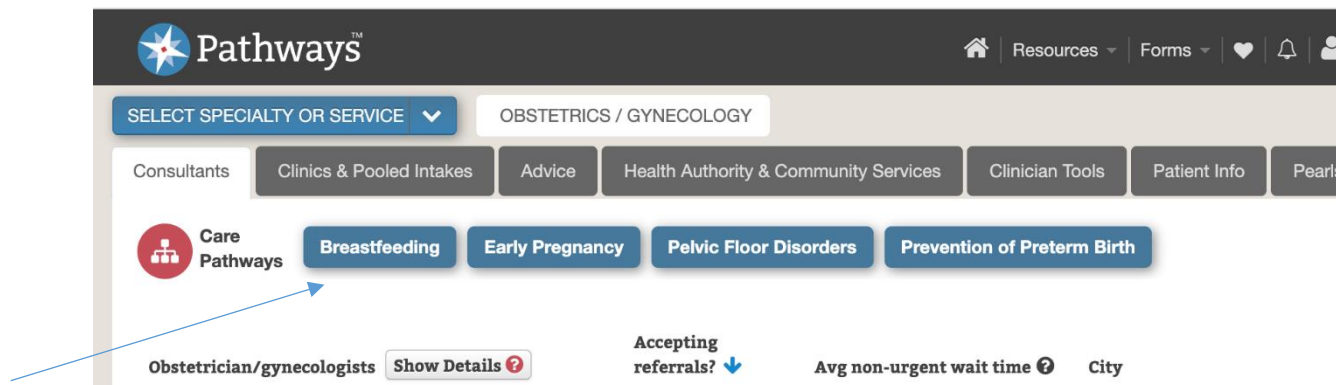 Pathways™
Resources
Forms
SELECT SPECIALTY OR SERVICE
OBSTETRICS / GYNECOLOGY
Consultants
Clinics & Pooled Intakes
Advice
Health Authority & Community Services
Clinician Tools
Patient Info
Care
Pathways
Breastfeeding
Early Pregnancy
Pelvic Floor Disorders
Prevention of Preterm Birth
Obstetrician/gynecologists
Show Details ?
Accepting
referrals?
Avg non-urgent wait time ?
City